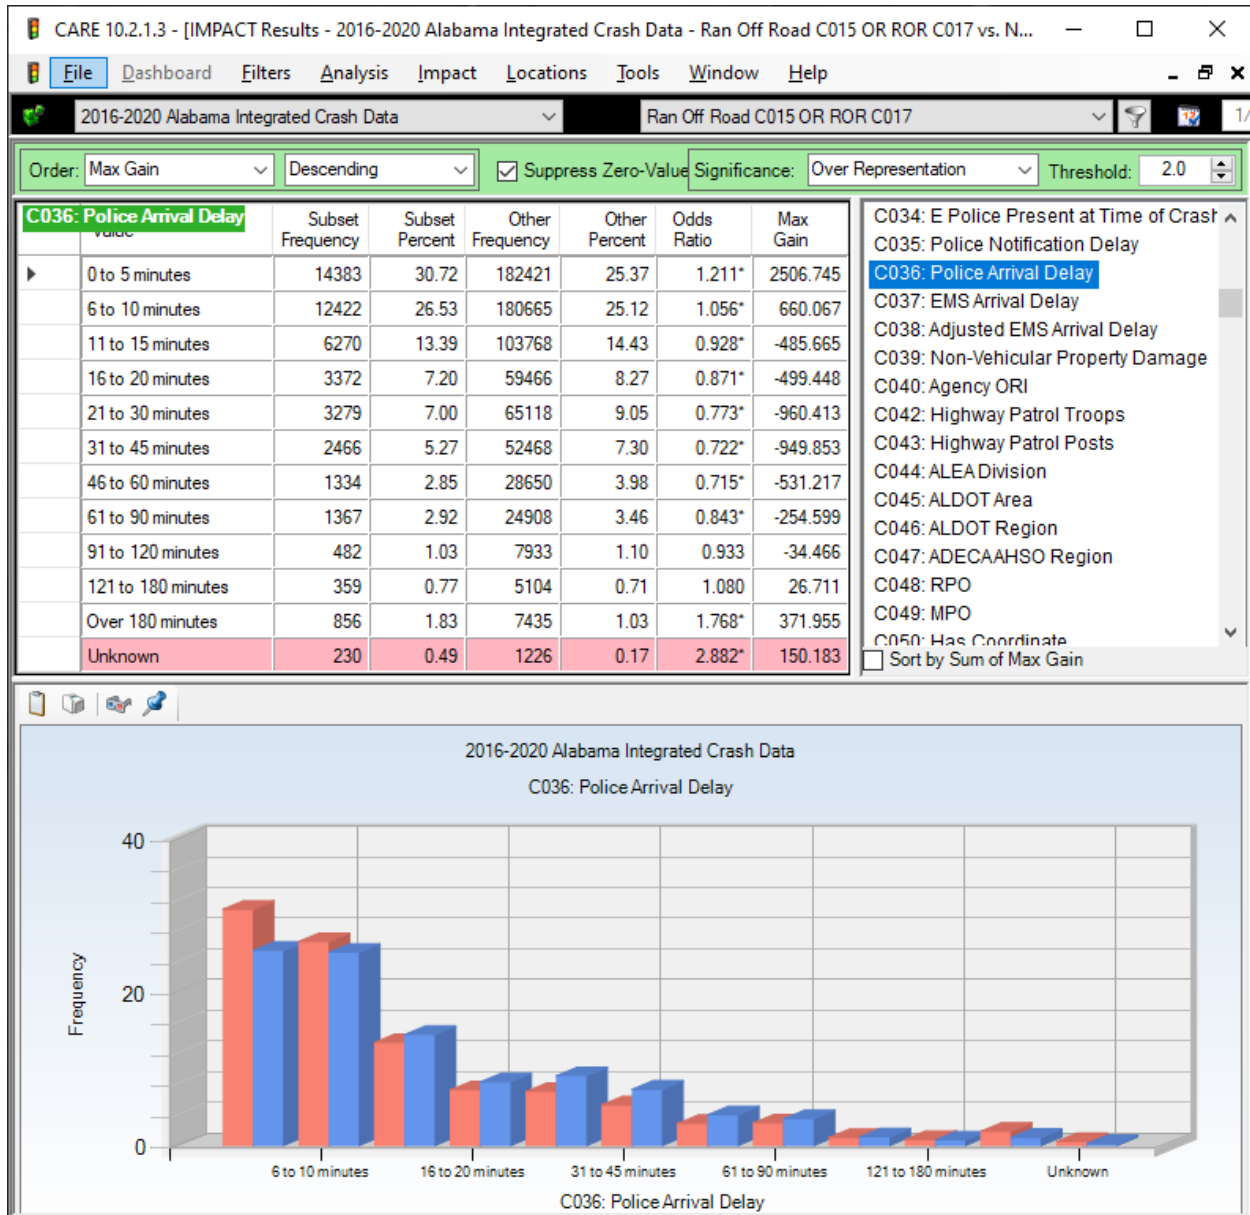 CARE 10.2.1.3 - [IMPACT Results - 2016-2020 Alabama Integrated Crash Data - Ran Off Road C015 OR ROR C017 vs. N...
File Dashboard Filters Analysis Impact Locations Tools Window Help
2016-2020 Alabama Integrated Crash Data Ran Off Road C015 OR ROR C017 1/
Order: Max Gain Descending Suppress Zero-Value Significance: Over Representation Threshold: 2.0
C036: Police Arrival Delay
Value Subset Frequency Subset Percent Other Frequency Other Percent Odds Ratio Max Gain
0 to 5 minutes 14383 30.72 182421 25.37 1.211* 2506.745
6 to 10 minutes 12422 26.53 180665 25.12 1.056* 660.067
11 to 15 minutes 6270 13.39 103768 14.43 0.928* -485.665
16 to 20 minutes 3372 7.20 59466 8.27 0.871* -499.448
21 to 30 minutes 3279 7.00 65118 9.05 0.773* -960.413
31 to 45 minutes 2466 5.27 52468 7.30 0.722* -949.853
46 to 60 minutes 1334 2.85 28650 3.98 0.715* -531.217
61 to 90 minutes 1367 2.92 24908 3.46 0.843* -254.599
91 to 120 minutes 482 1.03 7933 1.10 0.933 -34.466
121 to 180 minutes 359 0.77 5104 0.71 1.080 26.711
Over 180 minutes 856 1.83 7435 1.03 1.768* 371.955
Unknown 230 0.49 1226 0.17 2.882* 150.183
C034: E Police Present at Time of Crash
C035: Police Notification Delay
C036: Police Arrival Delay
C037: EMS Arrival Delay
C038: Adjusted EMS Arrival Delay
C039: Non-Vehicular Property Damage
C040: Agency ORI
C042: Highway Patrol Troops
C043: Highway Patrol Posts
C044: ALEA Division
C045: ALDOT Area
C046: ALDOT Region
C047: ADECAAHSO Region
C048: RPO
C049: MPO
C050: Has Coordinate
Sort by Sum of Max Gain
2016-2020 Alabama Integrated Crash Data
C036: Police Arrival Delay
40
20
0
Frequency
6 to 10 minutes 16 to 20 minutes 31 to 45 minutes 61 to 90 minutes 121 to 180 minutes Unknown
C036: Police Arrival Delay